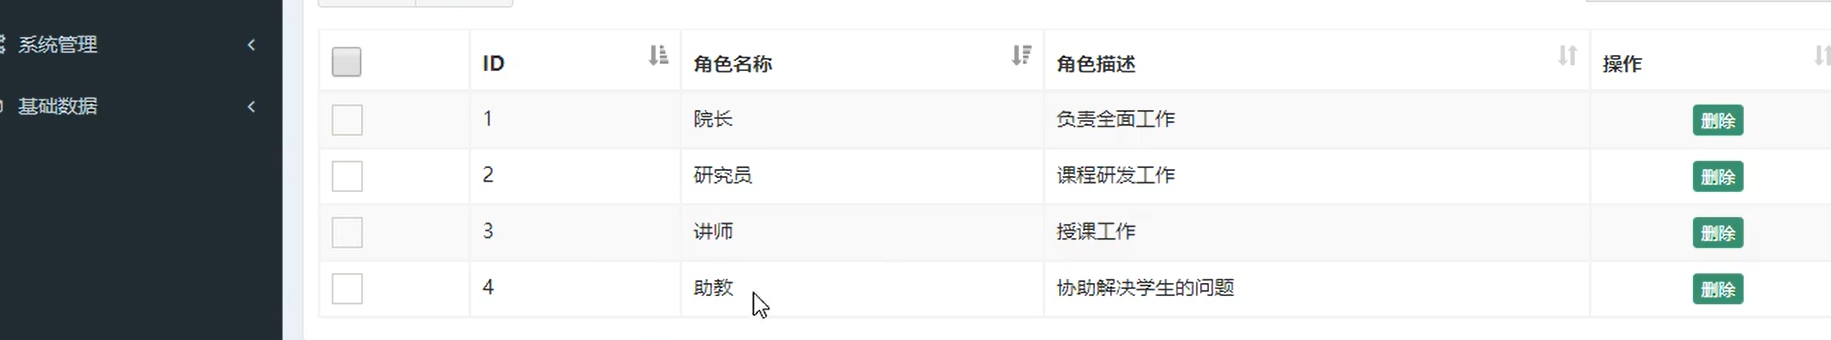 系统管理
基础数据
ID 角色名称 角色描述 操作
1 院长 负责全面工作 删除
2 研究员 课程研发工作 删除
3 讲师 授课工作 删除
4 助教 协助解决学生的问题 删除